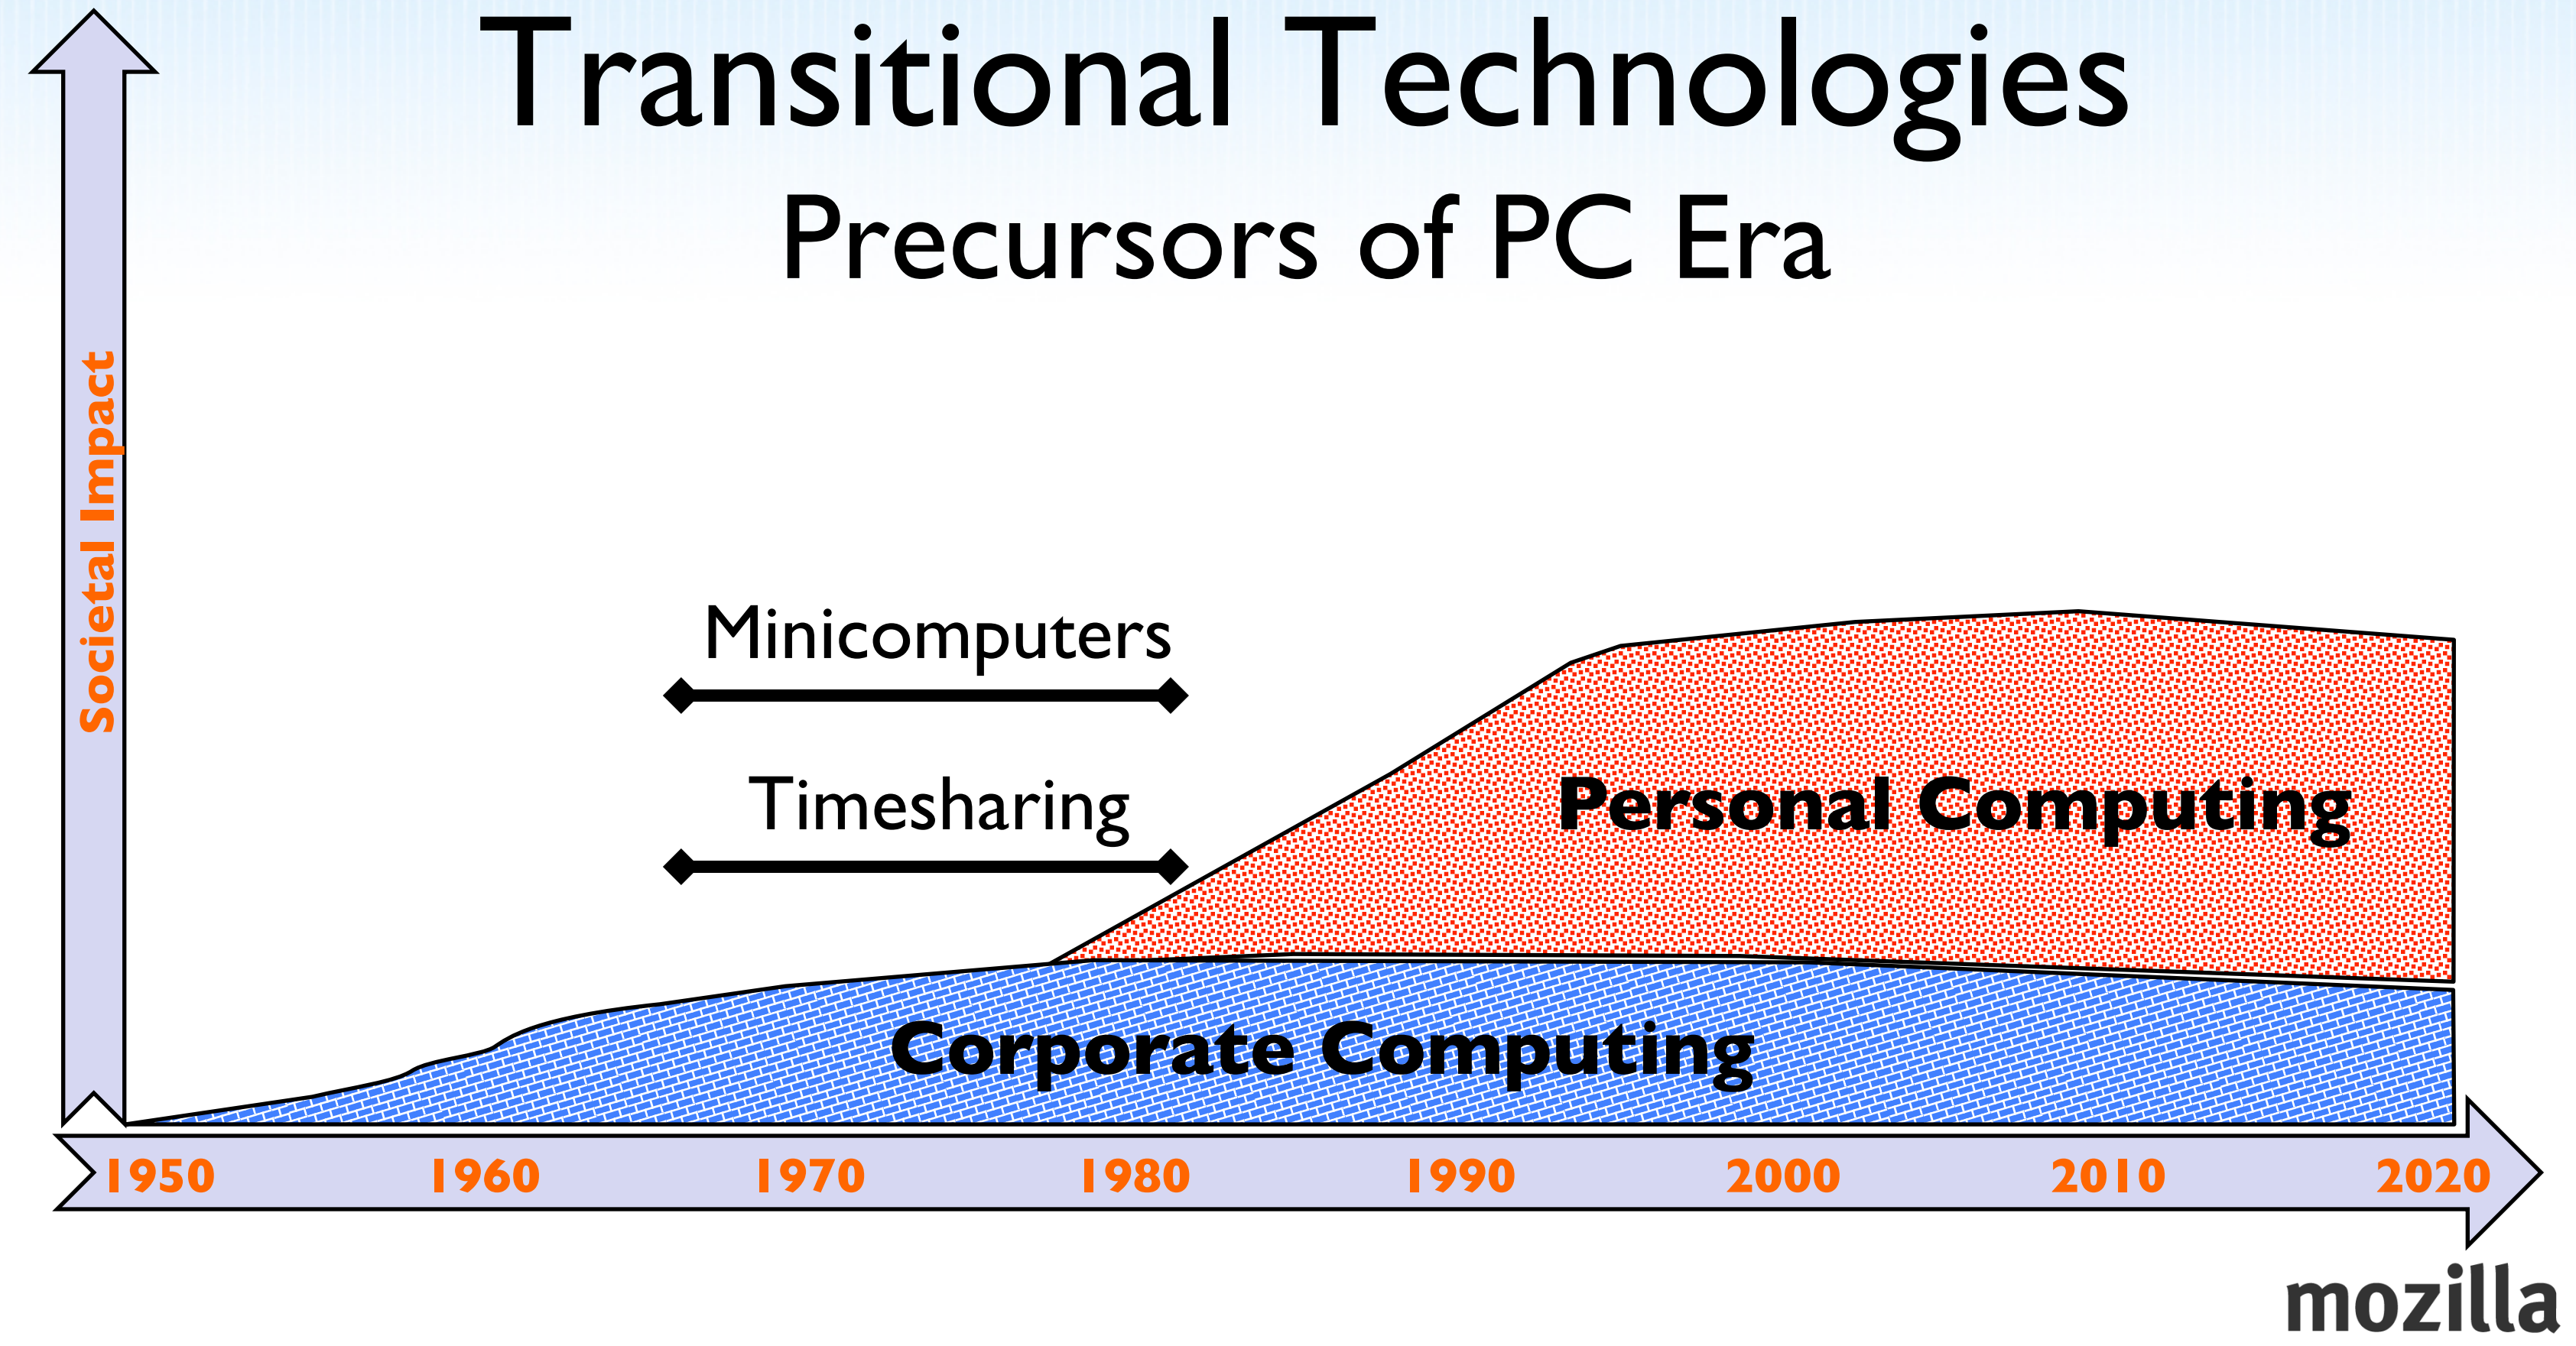 Transitional Technologies
Precursors of PC Era
Societal Impact
Minicomputers
Timesharing
Personal Computing
Corporate Computing
1950 1960 1970 1980 1990 2000 2010 2020
mozilla